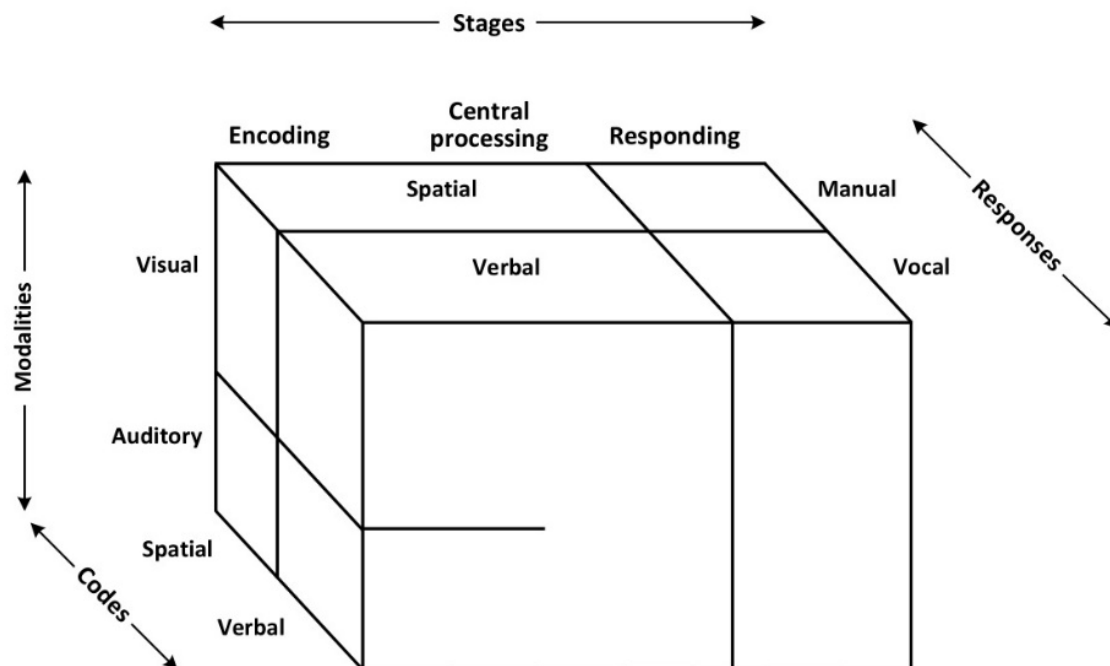 Stages
Central
processing
Encoding
Responding
Spatial
Manual
Responses
Visual
Verbal
Vocal
Modalities
Auditory
Spatial
Codes
Verbal